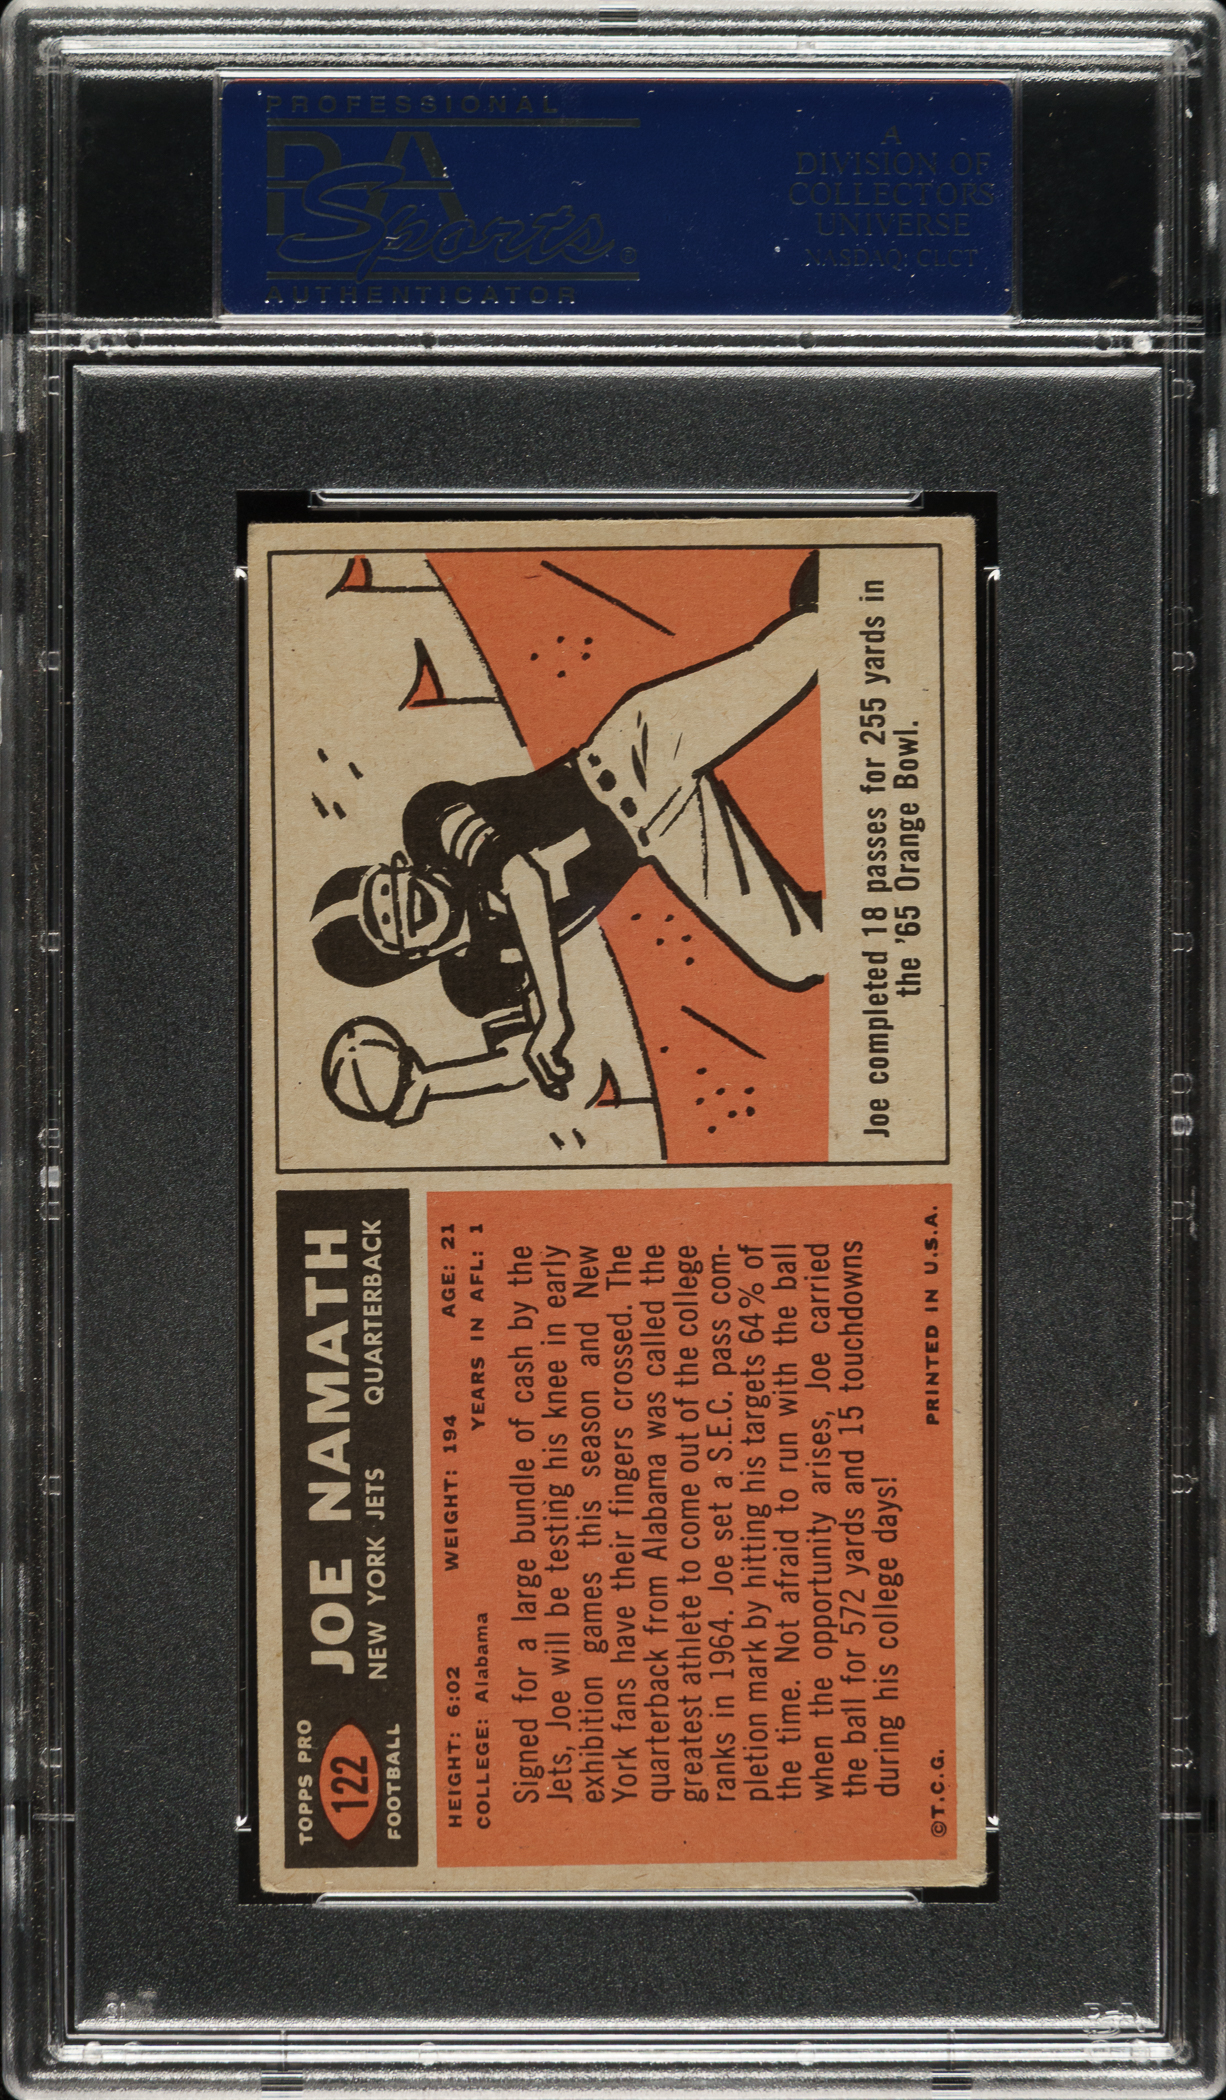 PROFESSIONAL
PSA
Sports®
AUTHENTICATOR
A
DIVISION OF
COLLECTORS
UNIVERSE
NASDAQ: CLCT
TOPPS PRO
122
FOOTBALL
JOE NAMATH
NEW YORK JETS QUARTERBACK
HEIGHT: 6:02 WEIGHT: 194 AGE: 21
COLLEGE: Alabama YEARS IN AFL: 1
Signed for a large bundle of cash by the
Jets, Joe will be testing his knee in early
exhibition games this season and New
York fans have their fingers crossed. The
quarterback from Alabama was called the
greatest athlete to come out of the college
ranks in 1964. Joe set a S.E.C. pass com-
pletion mark by hitting his targets 64% of
the time. Not afraid to run with the ball
when the opportunity arises, Joe carried
the ball for 572 yards and 15 touchdowns
during his college days!
©T.C.G. PRINTED IN U.S.A.
Joe completed 18 passes for 255 yards in
the '65 Orange Bowl.